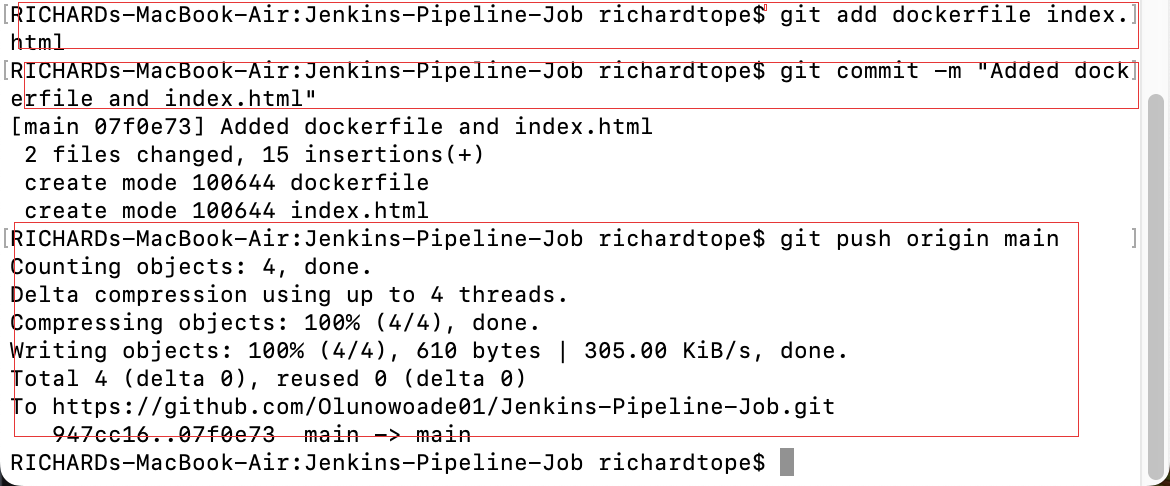 [RICHARDs-MacBook-Air:Jenkins-Pipeline-Job richardtope$ git add dockerfile index.]
html
[RICHARDs-MacBook-Air:Jenkins-Pipeline-Job richardtope$ git commit -m "Added dock]
erfile and index.html"
[main 07f0e73] Added dockerfile and index.html
 2 files changed, 15 insertions(+)
 create mode 100644 dockerfile
 create mode 100644 index.html
[RICHARDs-MacBook-Air:Jenkins-Pipeline-Job richardtope$ git push origin main     ]
Counting objects: 4, done.
Delta compression using up to 4 threads.
Compressing objects: 100% (4/4), done.
Writing objects: 100% (4/4), 610 bytes | 305.00 KiB/s, done.
Total 4 (delta 0), reused 0 (delta 0)
To https://github.com/Olunowoade01/Jenkins-Pipeline-Job.git
   947cc16..07f0e73  main -> main
RICHARDs-MacBook-Air:Jenkins-Pipeline-Job richardtope$